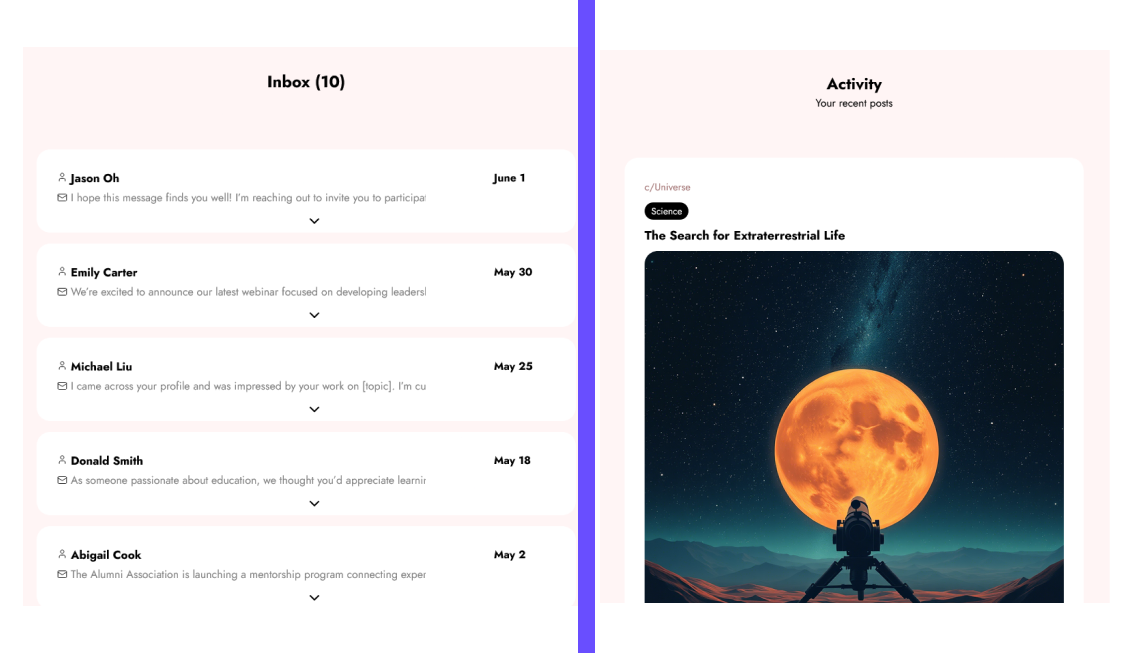 Inbox (10)
Jason Oh
June 1
I hope this message finds you well! I'm reaching out to invite you to participat
Emily Carter
May 30
We're excited to announce our latest webinar focused on developing leaders
Michael Liu
May 25
I came across your profile and was impressed by your work on [topic]. I'm cu
Donald Smith
May 18
As someone passionate about education, we thought you'd appreciate learnin
Abigail Cook
May 2
The Alumni Association is launching a mentorship program connecting exper
Activity
Your recent posts
c/Universe
Science
The Search for Extraterrestrial Life